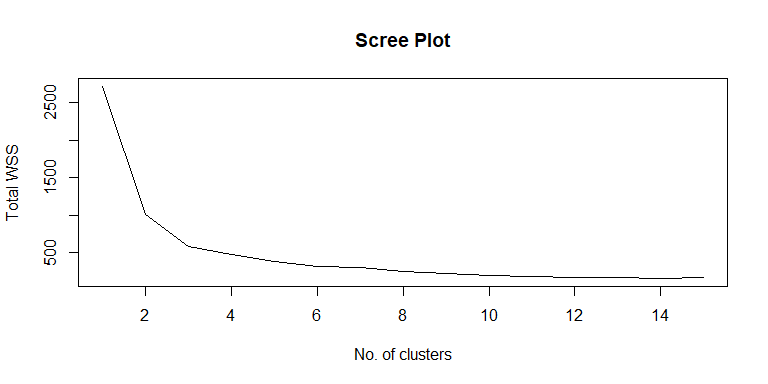 Scree Plot
Total WSS
2500
1500
500
2 4 6 8 10 12 14
No. of clusters